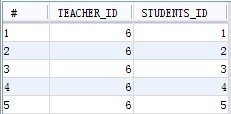 # TEACHER_ID STUDENTS_ID
1 6 1
2 6 2
3 6 3
4 6 4
5 6 5